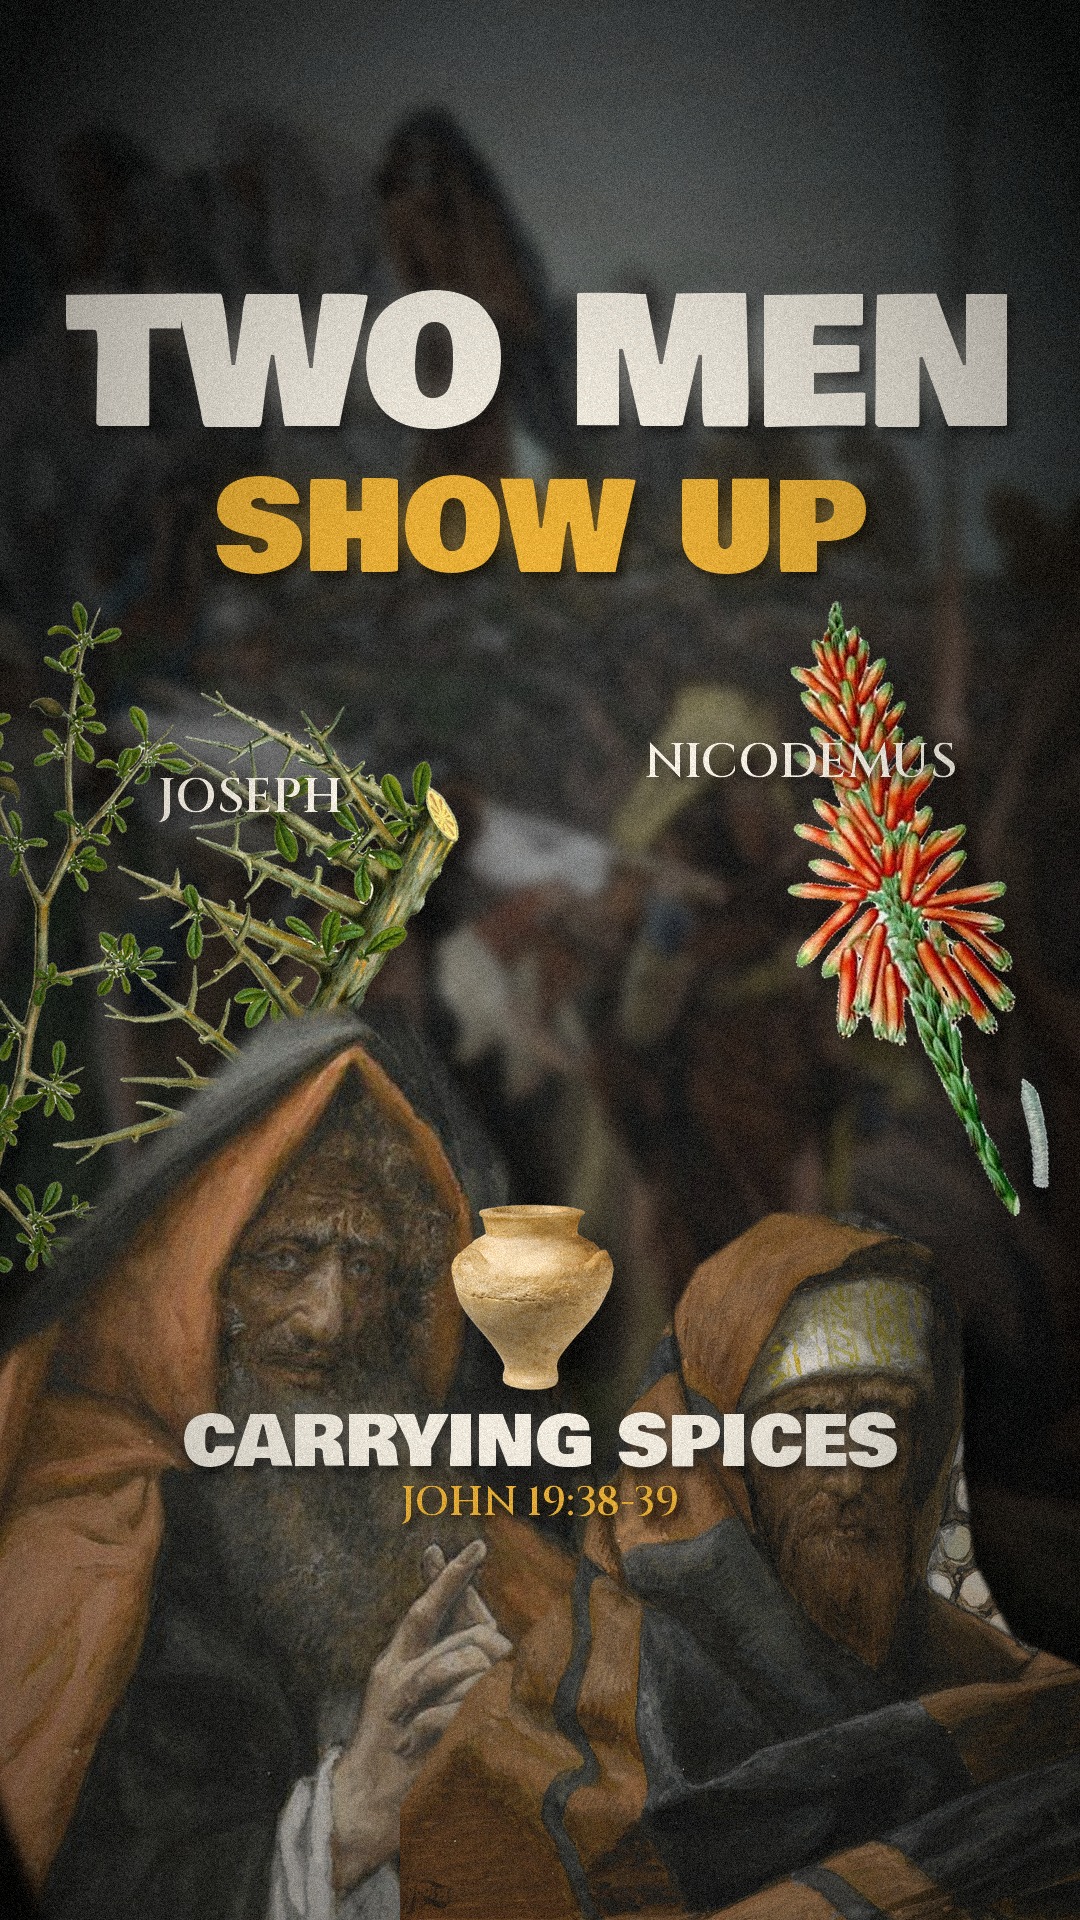 TWO MEN
SHOW UP
JOSEPH
NICODEMUS
CARRYING SPICES
JOHN 19:38-39